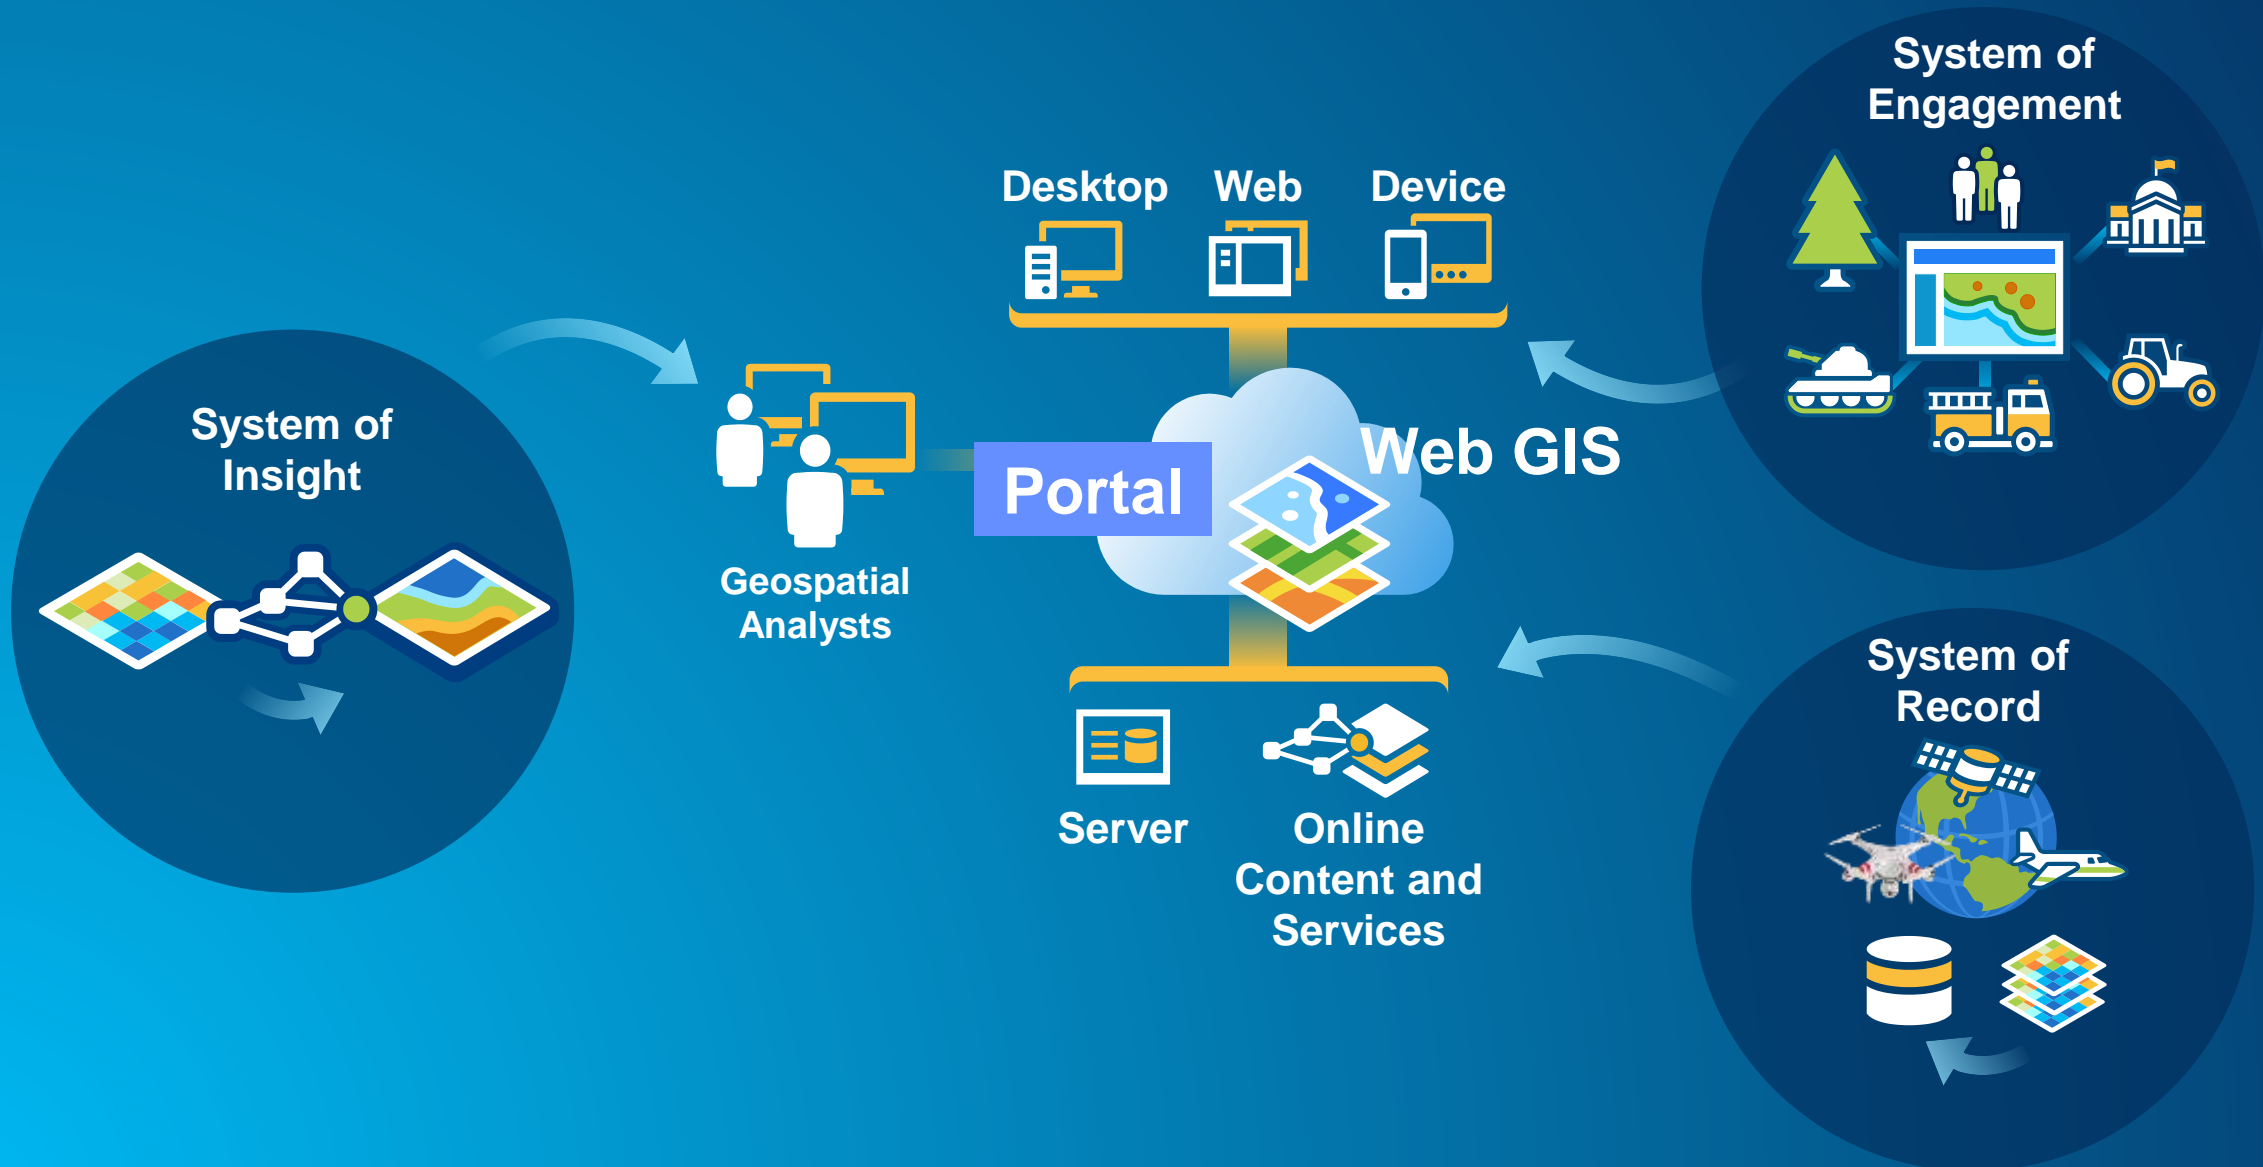 System of
Engagement
Desktop
Web
Device
System of
Insight
Web GIS
Portal
Geospatial
Analysts
System of
Record
Server
Online
Content and
Services